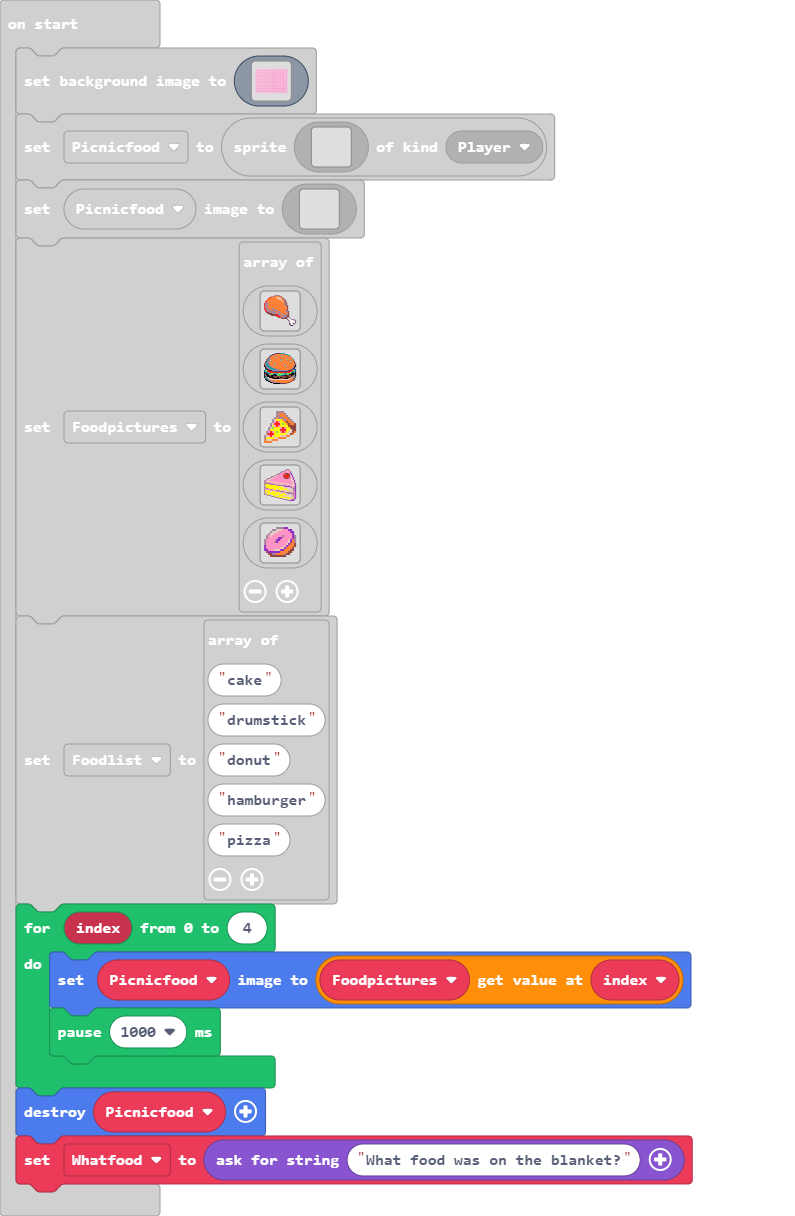 on start
set background image to
set Picnicfood to sprite of kind Player
set Picnicfood image to
array of
set Foodpictures to
array of
"cake"
"drumstick"
set Foodlist to "donut"
"hamburger"
"pizza"
for index from 0 to 4
do
set Picnicfood image to Foodpictures get value at index
pause 1000 ms
destroy Picnicfood
set Whatfood to ask for string "What food was on the blanket?"